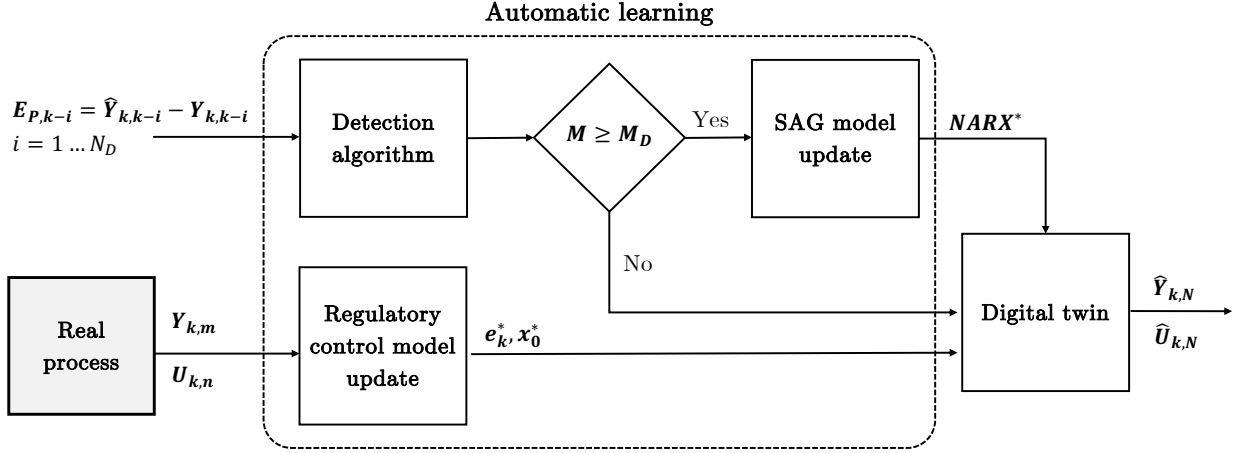 Automatic learning
E_{P,k−i} = Ŷ_{k,k−i} − Y_{k,k−i}
i = 1 … N_D
Detection
algorithm
M ≥ M_D
Yes
SAG model
update
NARX*
No
Real
process
Y_{k,m}
U_{k,n}
Regulatory
control model
update
e*_k, x*_0
Digital twin
Ŷ_{k,N}
Û_{k,N}